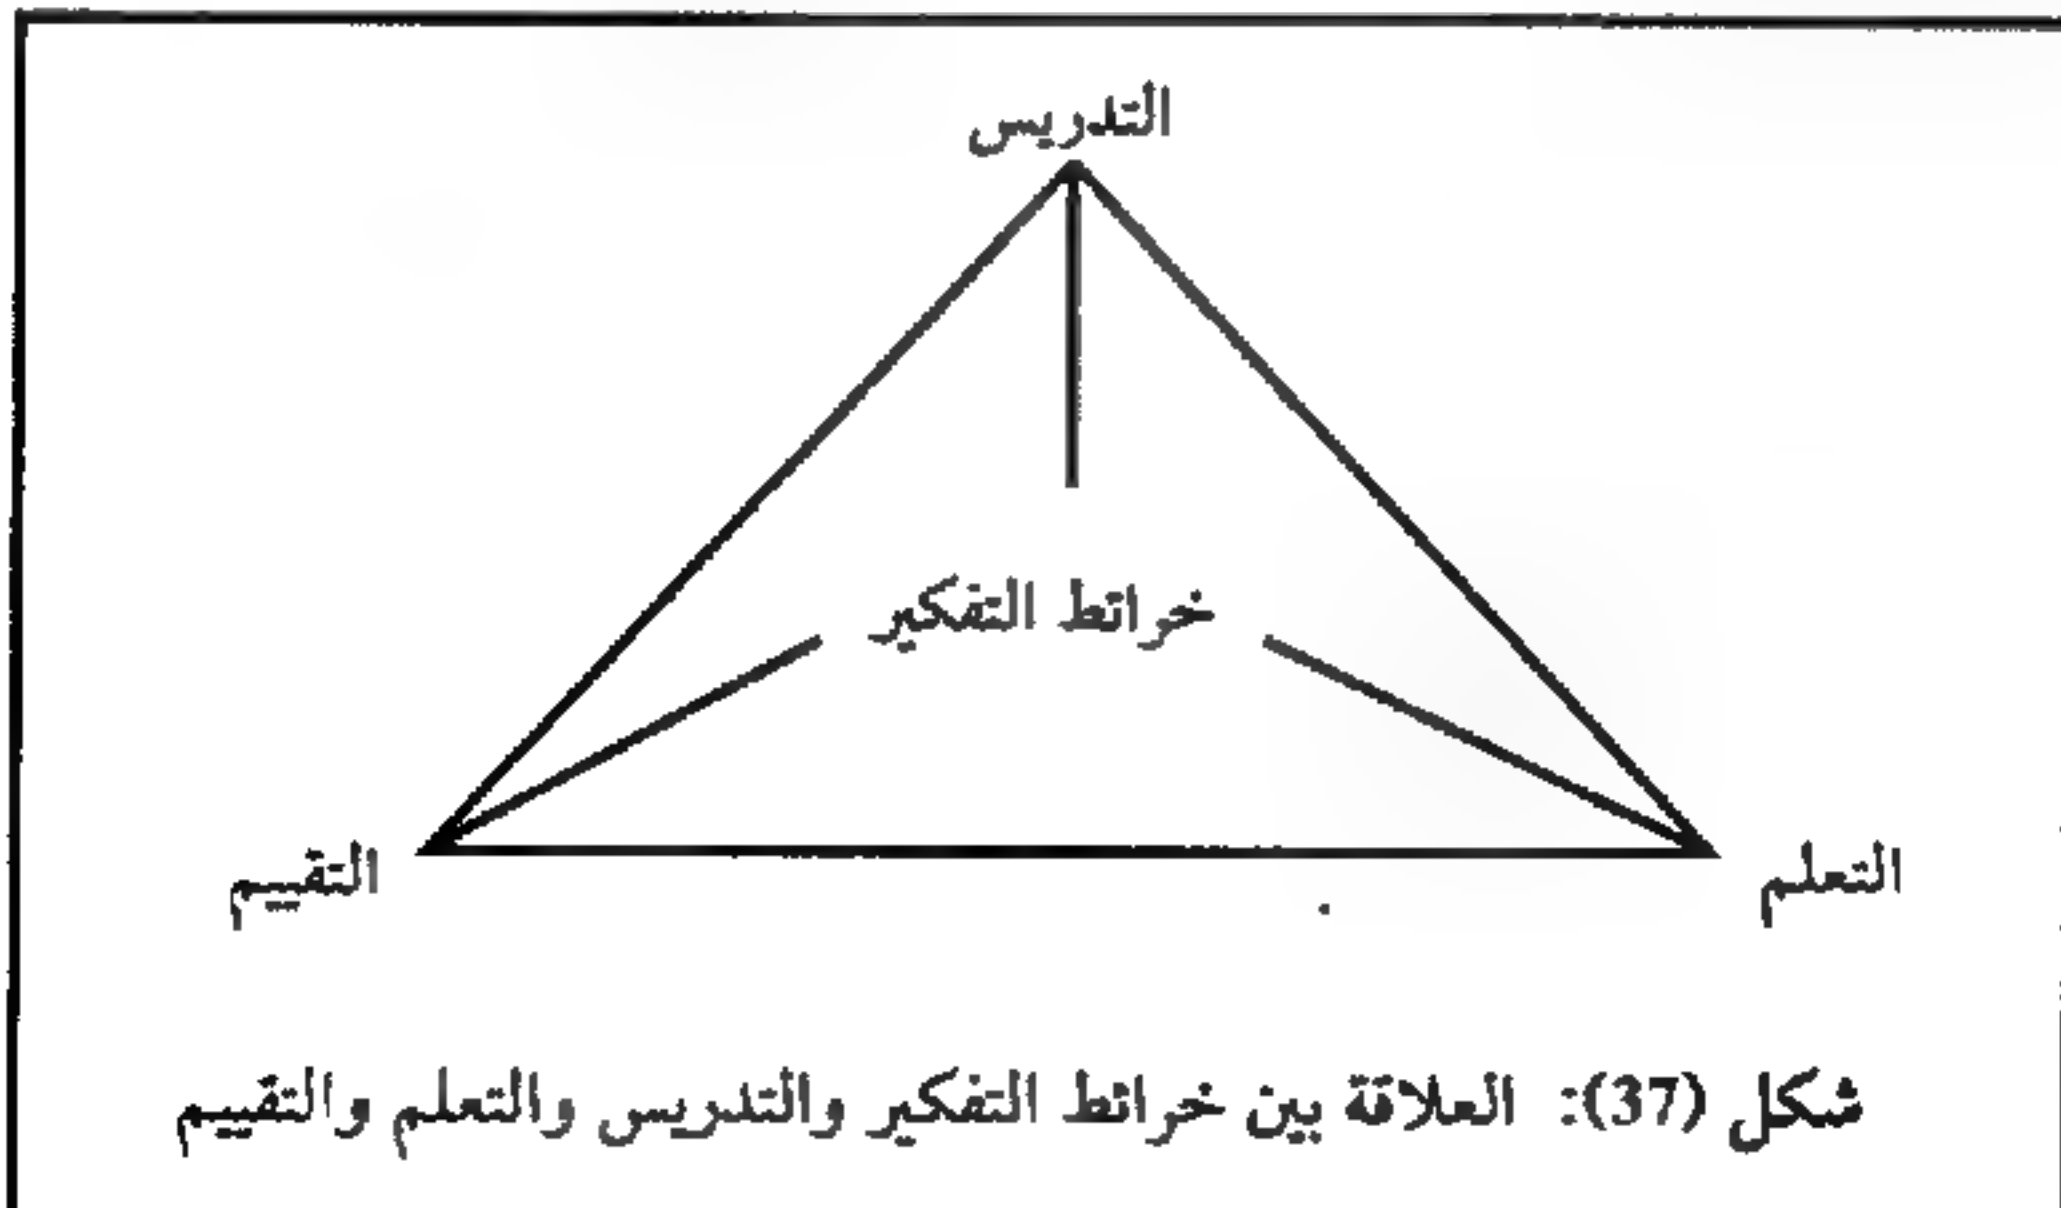 التدريس
خرائط التفكير
التعلم
التقييم
شكل (37): العلاقة بين خرائط التفكير والتدريس والتعلم والتقييم